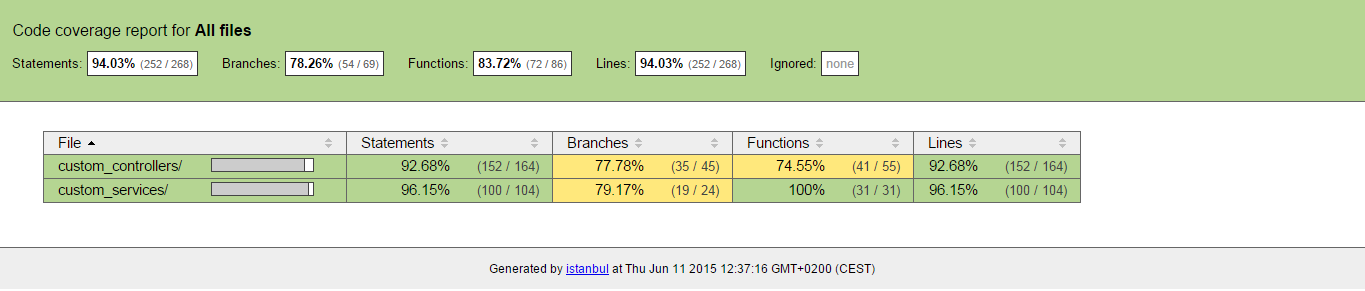 Code coverage report for All files
Statements: 94.03% (252 / 268) Branches: 78.26% (54 / 69) Functions: 83.72% (72 / 86) Lines: 94.03% (252 / 268) Ignored: none
File Statements Branches Functions Lines
custom_controllers/ 92.68% (152 / 164) 77.78% (35 / 45) 74.55% (41 / 55) 92.68% (152 / 164)
custom_services/ 96.15% (100 / 104) 79.17% (19 / 24) 100% (31 / 31) 96.15% (100 / 104)
Generated by istanbul at Thu Jun 11 2015 12:37:16 GMT+0200 (CEST)